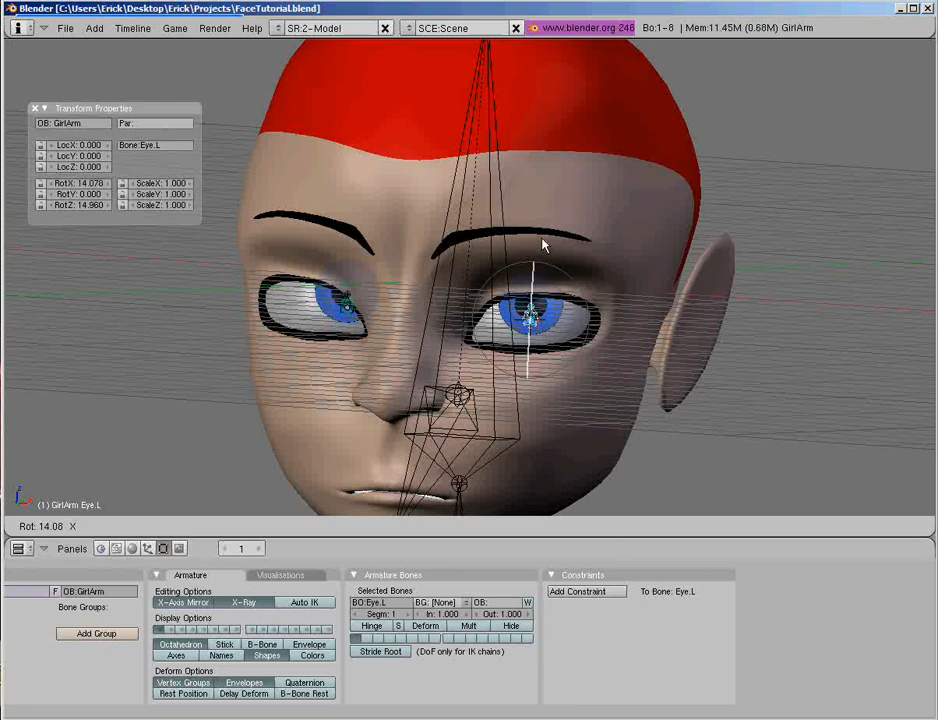 Blender [C:\Users\Erick\Desktop\Erick\Projects\FaceTutorial.blend]
File Add Timeline Game Render Help SR:2-Model SCE:Scene www.blender.org 246 Bo:1-8 | Mem:11.45M (0.68M) GirlArm
Transform Properties
OB: GirlArm Par:
LocX: 0.000 Bone:Eye.L
LocY: 0.000
LocZ: 0.000
RotX: 14.078 ScaleX: 1.000
RotY: 0.000 ScaleY: 1.000
RotZ: 14.960 ScaleZ: 1.000
z
(1) GirlArm Eye.L
Rot: 14.08 X
Panels 1
Armature Visualisations Armature Bones Constraints
F OB:GirlArm
Bone Groups:
Add Group
Editing Options
X-Axis Mirror X-Ray Auto IK
Display Options
Octahedron Stick B-Bone Envelope
Axes Names Shapes Colors
Deform Options
Vertex Groups Envelopes Quaternion
Rest Position Delay Deform B-Bone Rest
Selected Bones
BO:Eye.L BG: [None] OB: W
Segm: 1 In: 1.000 Out: 1.000
Hinge S Deform Mult Hide
Stride Root (DoF only for IK chains)
Add Constraint To Bone: Eye.L